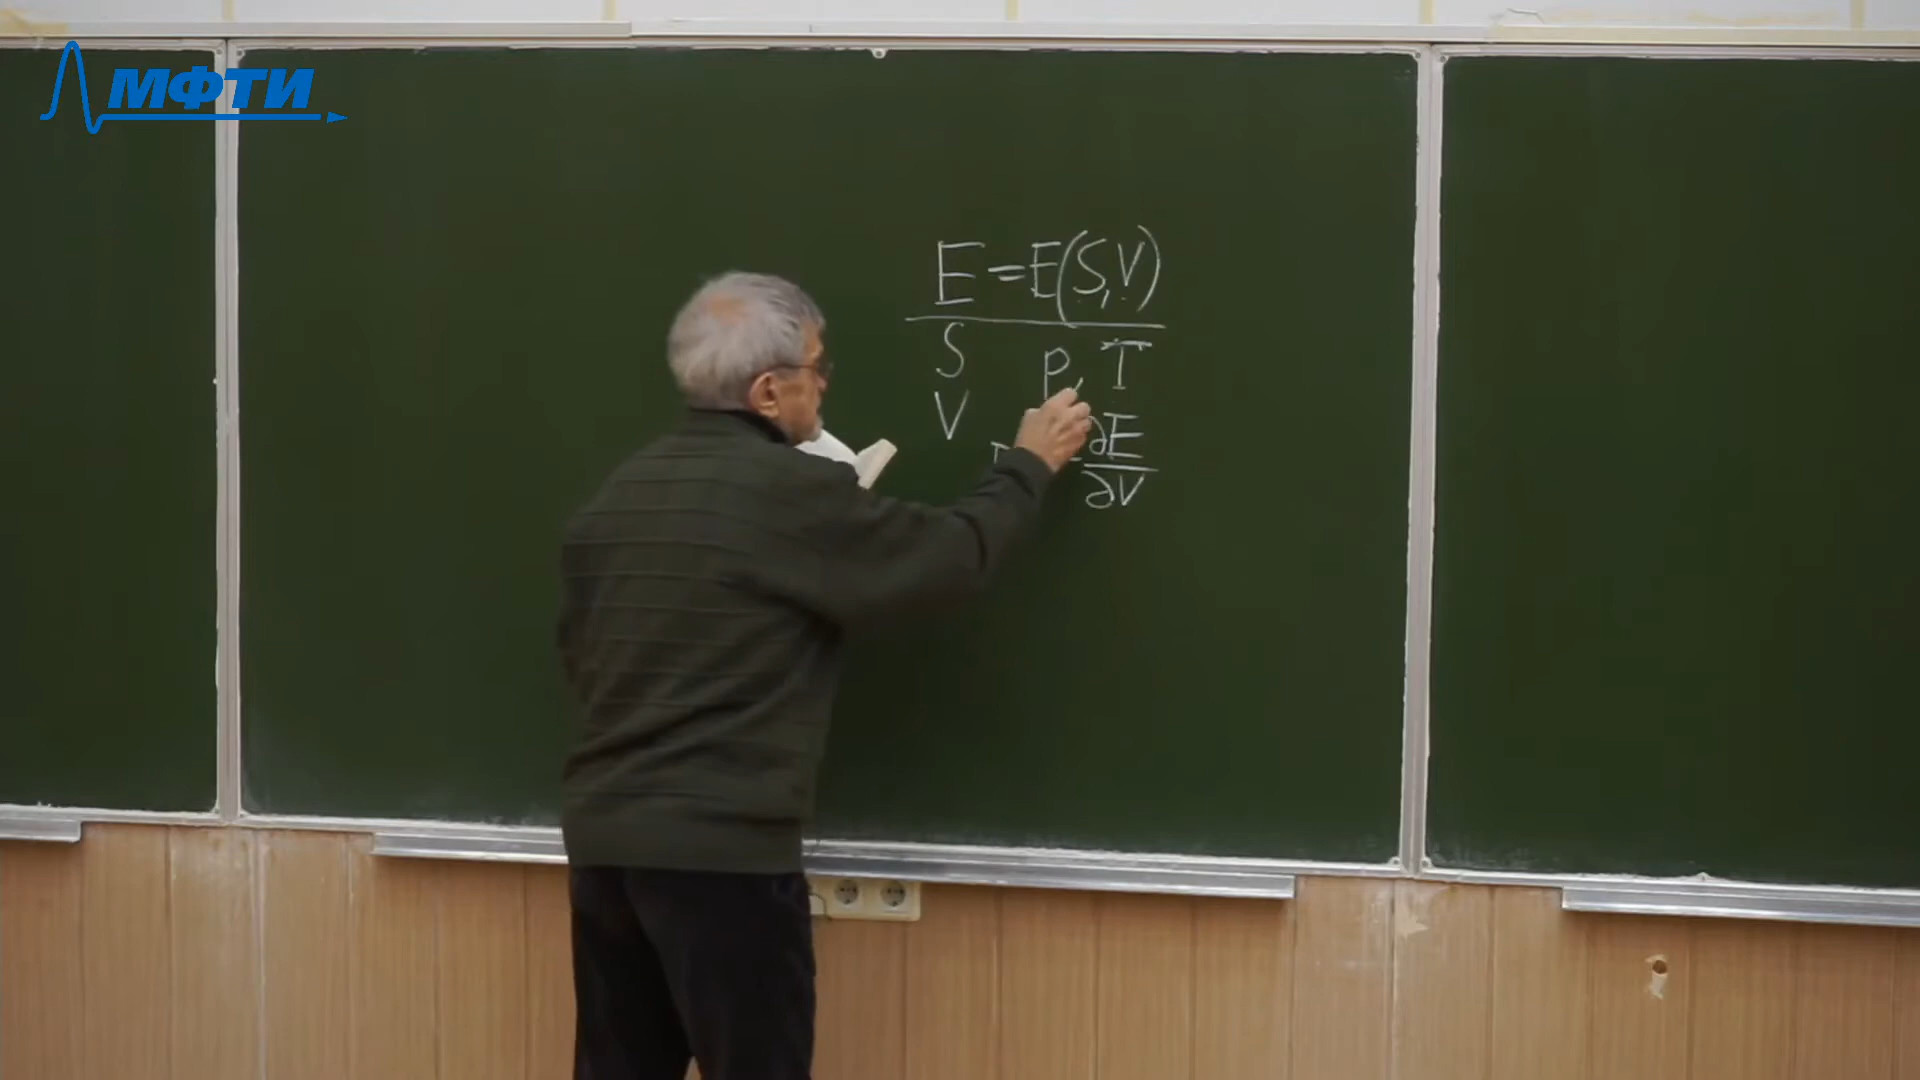 МФТИ
E = E(S,V)
S P, T
V ∂E
∂V